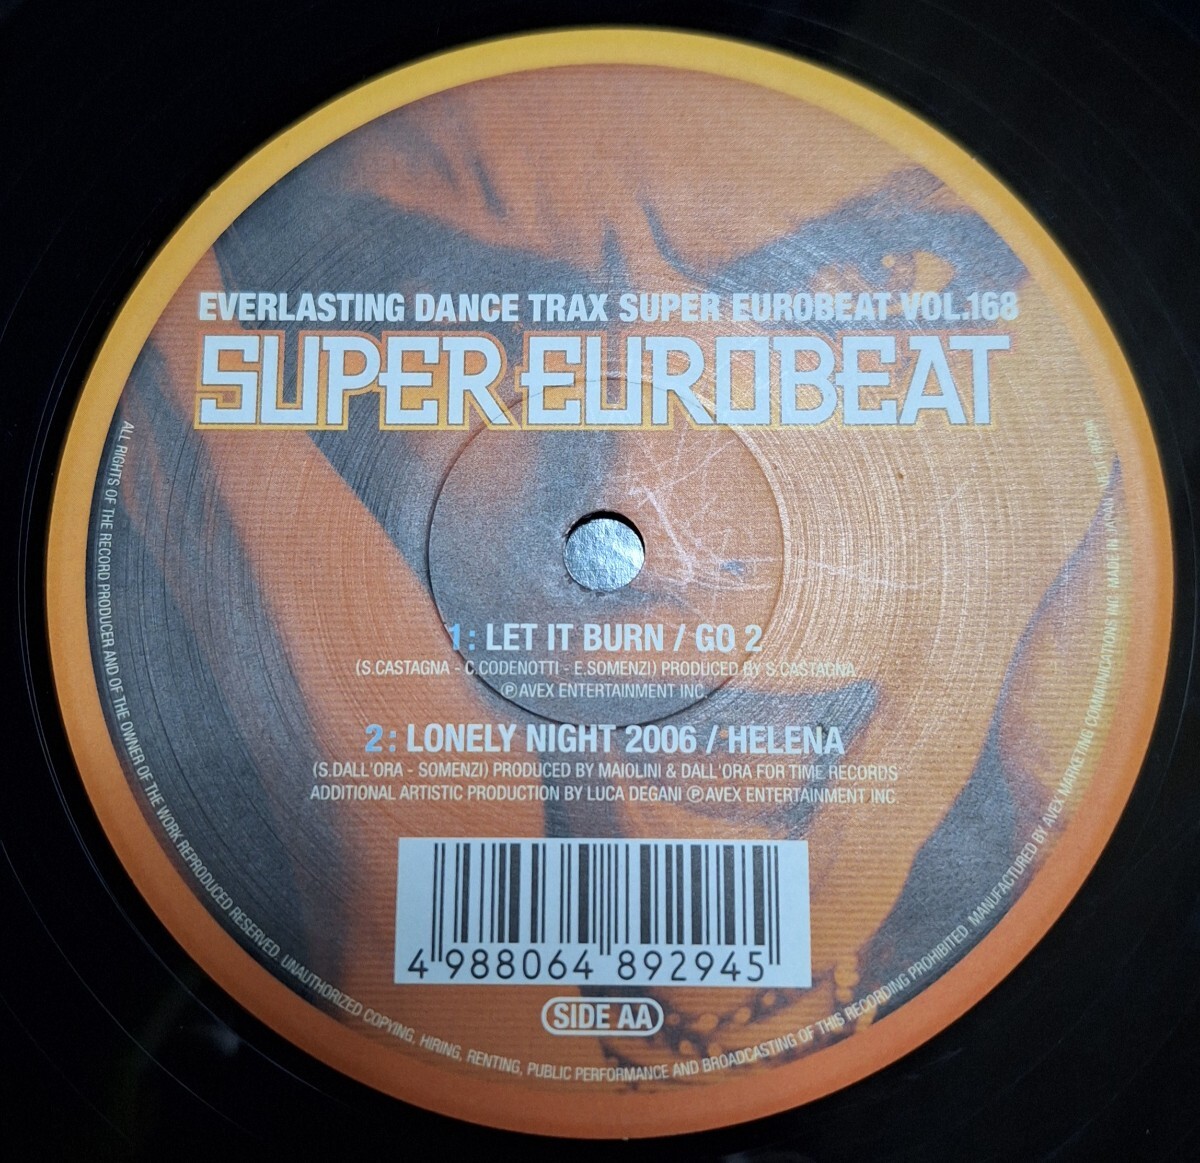 EVERLASTING DANCE TRAX SUPER EUROBEAT VOL.168
SUPER EUROBEAT
1: LET IT BURN / GO 2
(S.CASTAGNA - C.CODENOTTI - E.SOMENZI) PRODUCED BY S.CASTAGNA
Ⓟ AVEX ENTERTAINMENT INC.
2: LONELY NIGHT 2006 / HELENA
(S.DALL'ORA - SOMENZI) PRODUCED BY MAIOLINI & DALL'ORA FOR TIME RECORDS
ADDITIONAL ARTISTIC PRODUCTION BY LUCA DEGANI Ⓟ AVEX ENTERTAINMENT INC.
4 988064 892945
SIDE AA
ALL RIGHTS OF THE RECORD PRODUCER AND OF THE OWNER OF THE WORK REPRODUCED RESERVED. UNAUTHORIZED COPYING, HIRING, RENTING, PUBLIC PERFORMANCE AND BROADCASTING OF THIS RECORDING PROHIBITED. MANUFACTURED BY AVEX MARKETING COMMUNICATIONS INC. MADE IN JAPAN